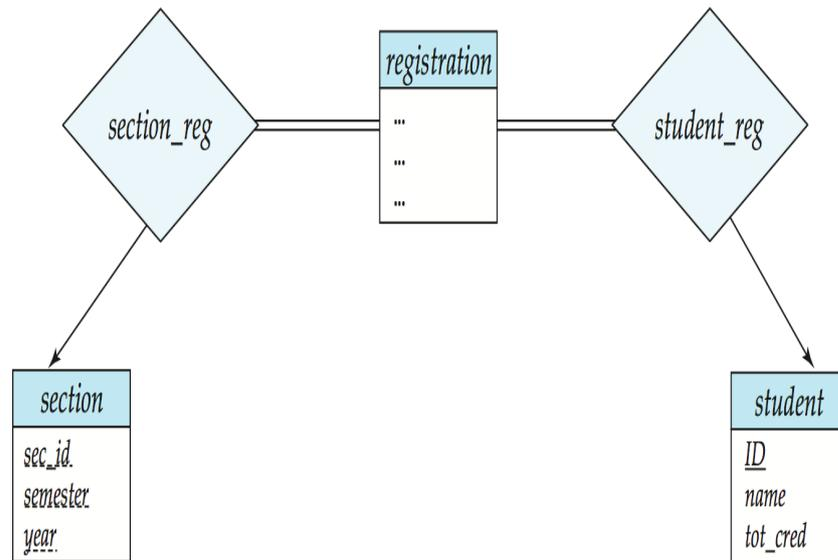 section_reg
registration
...
...
...
student_reg
section
sec_id
semester
year
student
ID
name
tot_cred